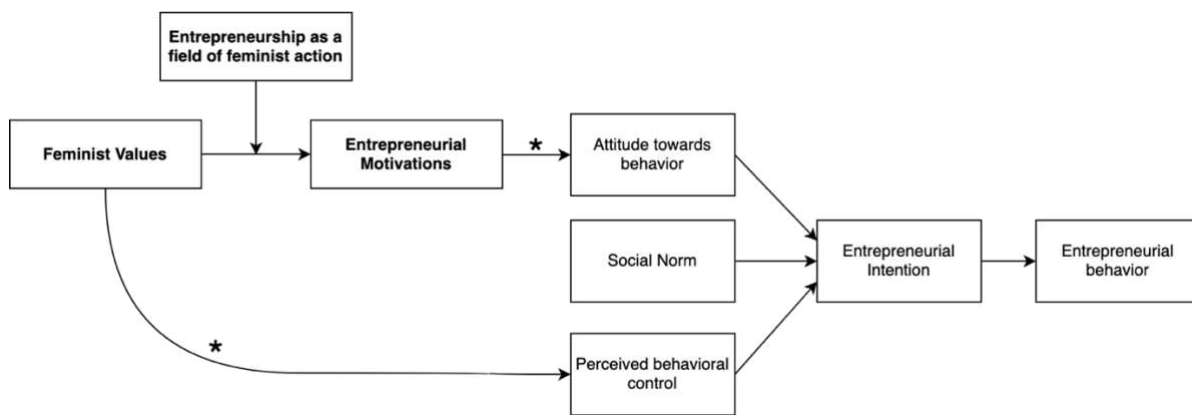 Entrepreneurship as a
field of feminist action
Feminist Values
Entrepreneurial
Motivations
*
Attitude towards
behavior
Social Norm
Entrepreneurial
Intention
Entrepreneurial
behavior
*
Perceived behavioral
control